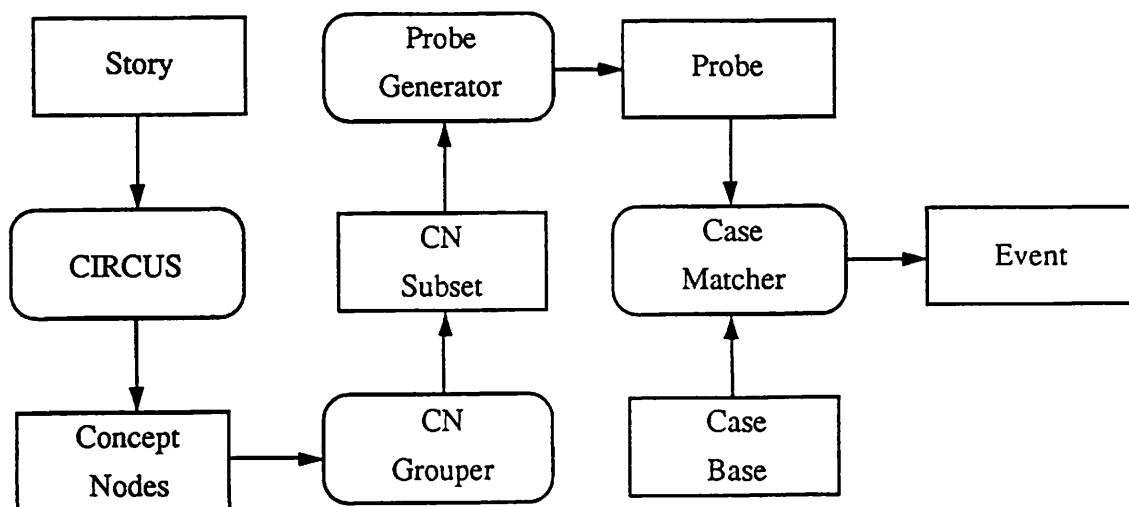 Story
CIRCUS
Concept
Nodes
CN
Grouper
CN
Subset
Probe
Generator
Probe
Case
Matcher
Case
Base
Event